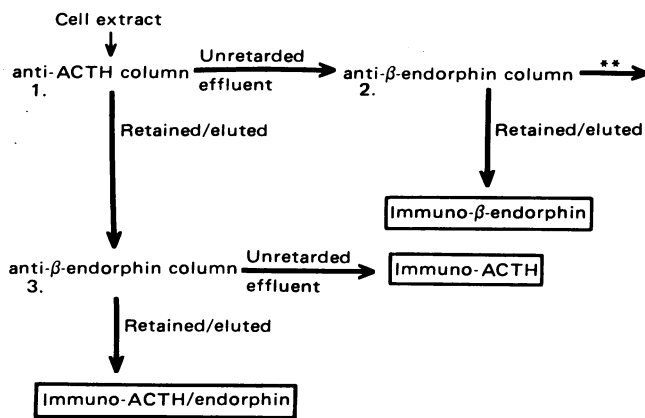 Cell extract
anti-ACTH column
1.
Unretarded
effluent
anti-β-endorphin column
2.
**
Retained/eluted
Retained/eluted
Immuno-β-endorphin
anti-β-endorphin column
3.
Unretarded
effluent
Immuno-ACTH
Retained/eluted
Immuno-ACTH/endorphin